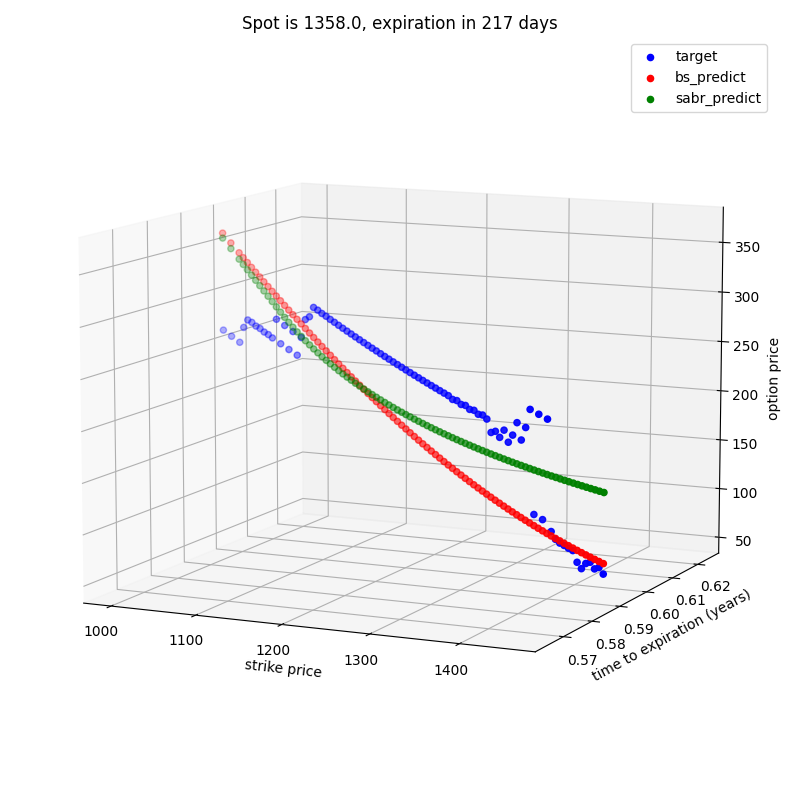 Spot is 1358.0, expiration in 217 days
target
bs_predict
sabr_predict
350
300
250
200
150
100
50
option price
0.62
0.61
0.60
0.59
0.58
0.57
time to expiration (years)
1000
1100
1200
1300
1400
strike price